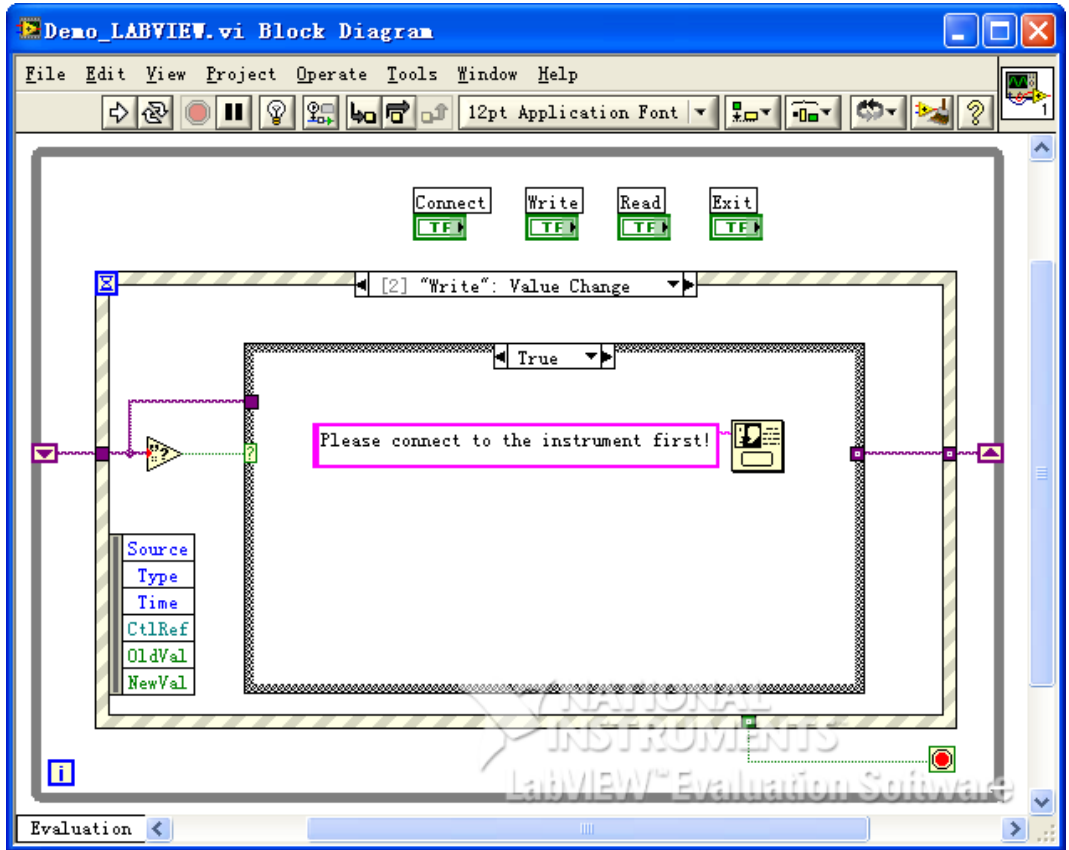 Demo_LABVIEW.vi Block Diagram
File Edit View Project Operate Tools Window Help
12pt Application Font
1
Connect Write Read Exit
TF TF TF TF
[2] "Write": Value Change
True
Please connect to the instrument first!
?
Source
Type
Time
CtlRef
OldVal
NewVal
NATIONAL
INSTRUMENTS
i
LabVIEW™ Evaluation Software
Evaluation